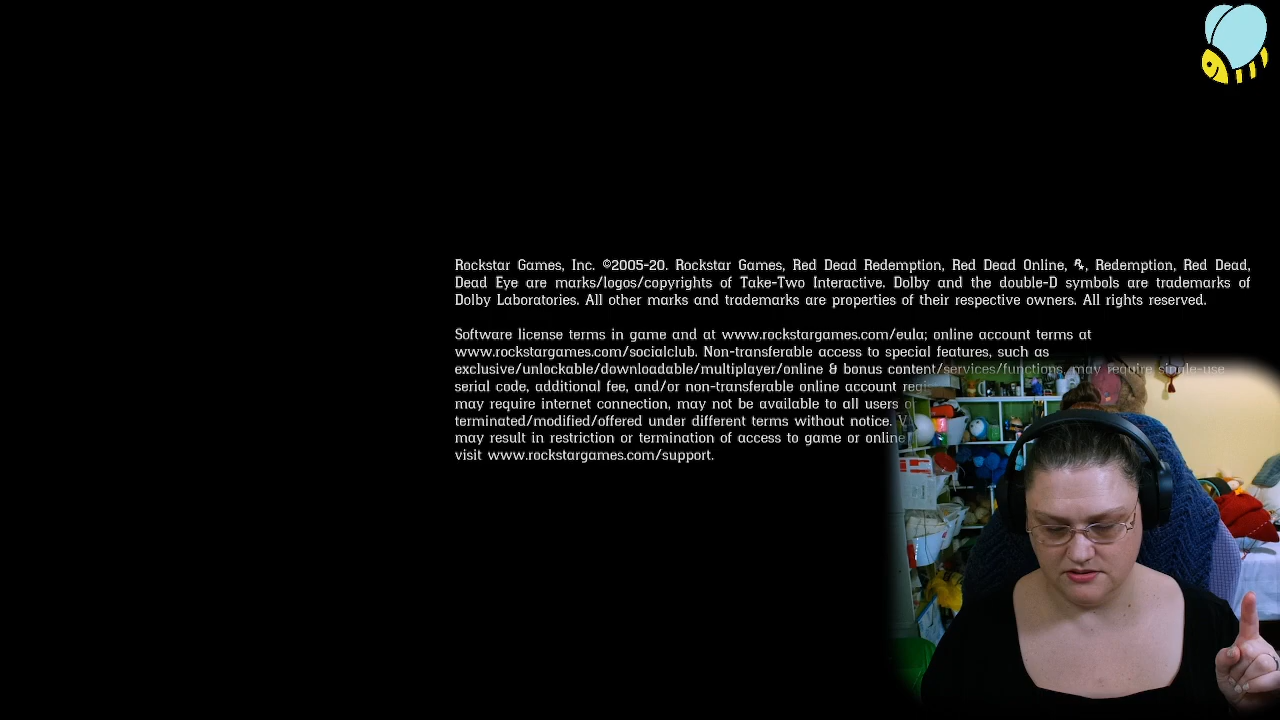 Rockstar Games, Inc. ©2005-20. Rockstar Games, Red Dead Redemption, Red Dead Online, , Redemption, Red Dead,
Dead Eye are marks/logos/copyrights of Take-Two Interactive. Dolby and the double-D symbols are trademarks of
Dolby Laboratories. All other marks and trademarks are properties of their respective owners. All rights reserved.
Software license terms in game and at www.rockstargames.com/eula; online account terms at
www.rockstargames.com/socialclub. Non-transferable access to special features, such as
exclusive/unlockable/downloadable/multiplayer/online & bonus content/services/functions, may require single-use
serial code, additional fee, and/or non-transferable online account
may require internet connection, may not be available to all users
terminated/modified/offered under different terms without notice.
may result in restriction or termination of access to game or online
visit www.rockstargames.com/support.